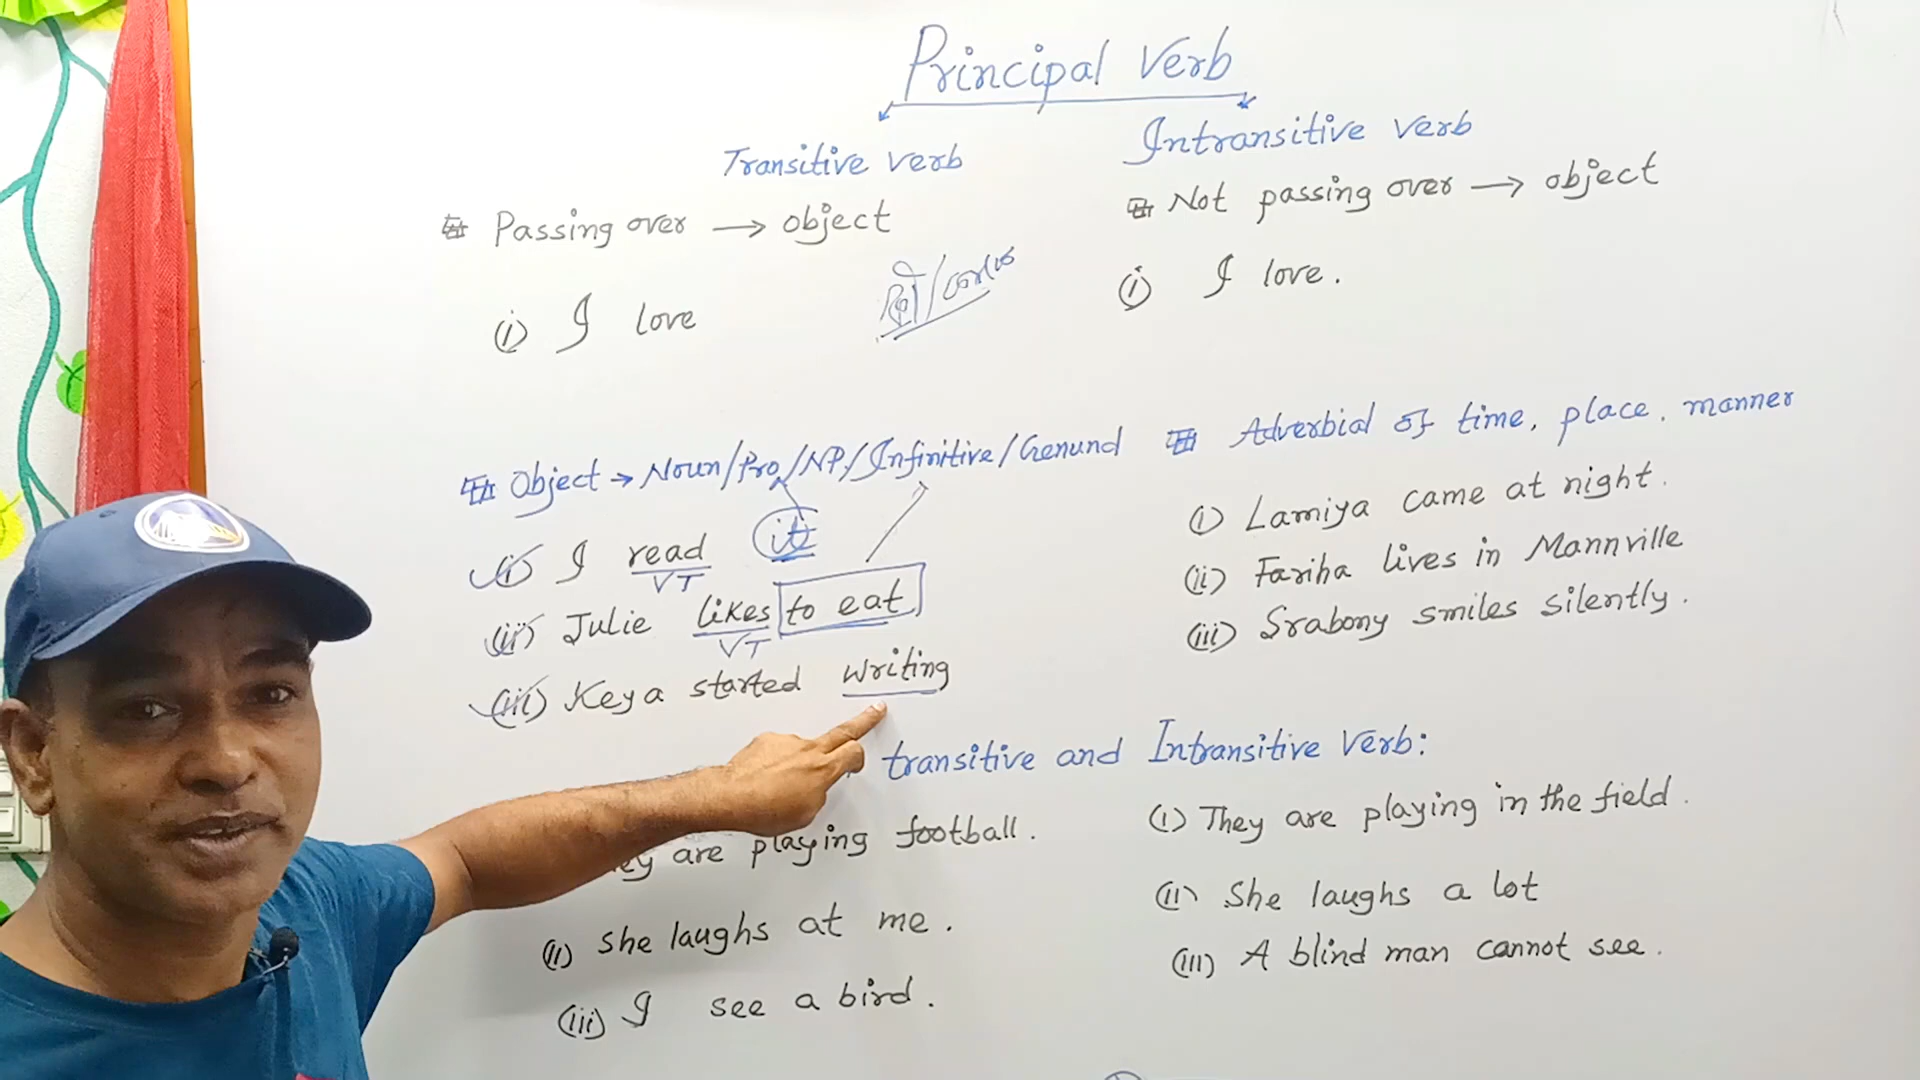 Principal Verb
Transitive verb
Passing over → object
(i) I love
Intransitive verb
Not passing over → object
(i) I love.
Object → Noun/Pro/NP/Infinitive/Gerund
(i) I read it
VT
(ii) Julie likes to eat
VT
(iii) Keya started writing
Adverbial of time, place, manner
(i) Lamiya came at night.
(ii) Fariha lives in Mannville
(iii) Srabony smiles silently.
transitive and Intransitive Verb:
are playing football.
(ii) She laughs at me.
(iii) I see a bird.
(i) They are playing in the field.
(ii) She laughs a lot
(iii) A blind man cannot see.